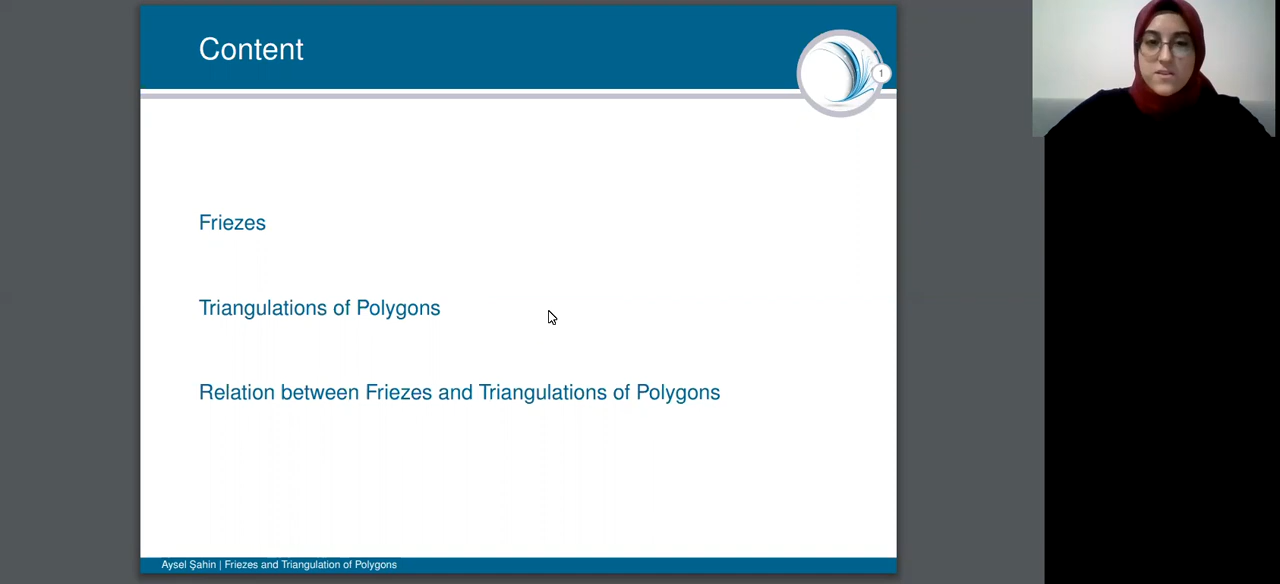 Content
1
Friezes
Triangulations of Polygons
Relation between Friezes and Triangulations of Polygons
Aysel Şahin | Friezes and Triangulation of Polygons